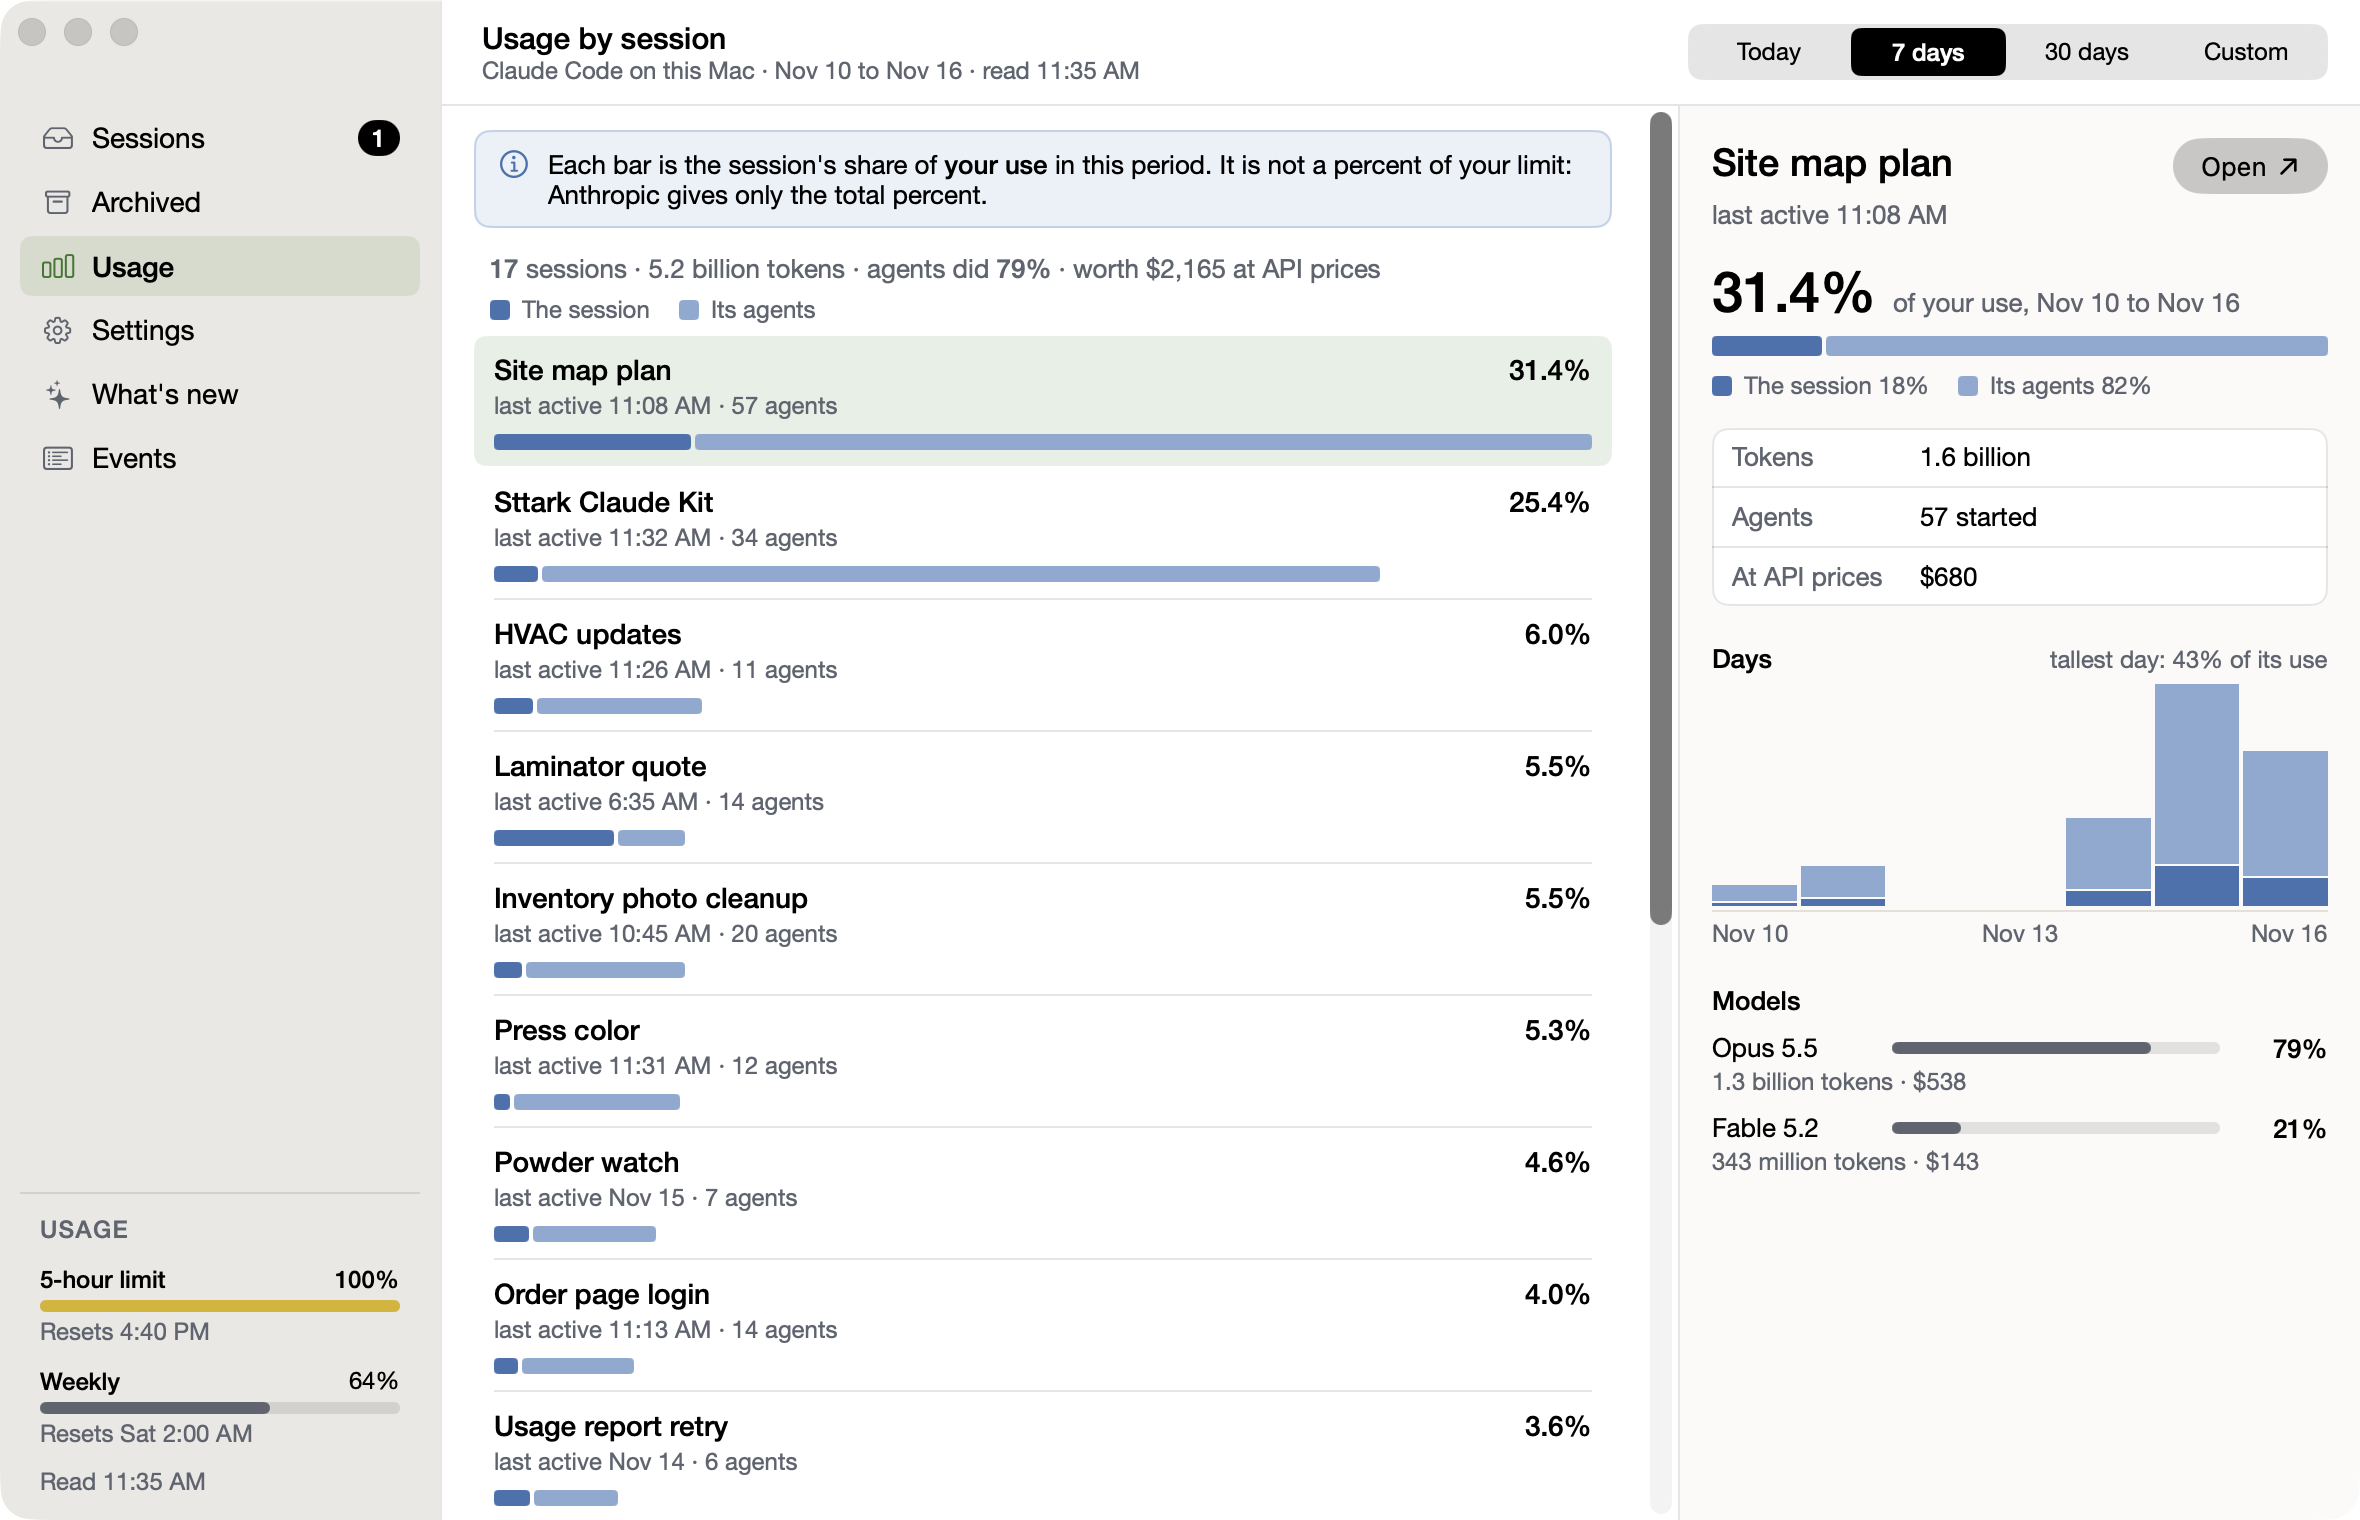 Sessions
1
Archived
Usage
Settings
What's new
Events
USAGE
5-hour limit 100%
Resets 4:40 PM
Weekly 64%
Resets Sat 2:00 AM
Read 11:35 AM
Usage by session
Claude Code on this Mac · Nov 10 to Nov 16 · read 11:35 AM
Today 7 days 30 days Custom
Each bar is the session's share of your use in this period. It is not a percent of your limit:
Anthropic gives only the total percent.
17 sessions · 5.2 billion tokens · agents did 79% · worth $2,165 at API prices
The session Its agents
Site map plan 31.4%
last active 11:08 AM · 57 agents
Sttark Claude Kit 25.4%
last active 11:32 AM · 34 agents
HVAC updates 6.0%
last active 11:26 AM · 11 agents
Laminator quote 5.5%
last active 6:35 AM · 14 agents
Inventory photo cleanup 5.5%
last active 10:45 AM · 20 agents
Press color 5.3%
last active 11:31 AM · 12 agents
Powder watch 4.6%
last active Nov 15 · 7 agents
Order page login 4.0%
last active 11:13 AM · 14 agents
Usage report retry 3.6%
last active Nov 14 · 6 agents
Site map plan
Open
last active 11:08 AM
31.4% of your use, Nov 10 to Nov 16
The session 18% Its agents 82%
Tokens 1.6 billion
Agents 57 started
At API prices $680
Days tallest day: 43% of its use
Nov 10 Nov 13 Nov 16
Models
Opus 5.5 79%
1.3 billion tokens · $538
Fable 5.2 21%
343 million tokens · $143